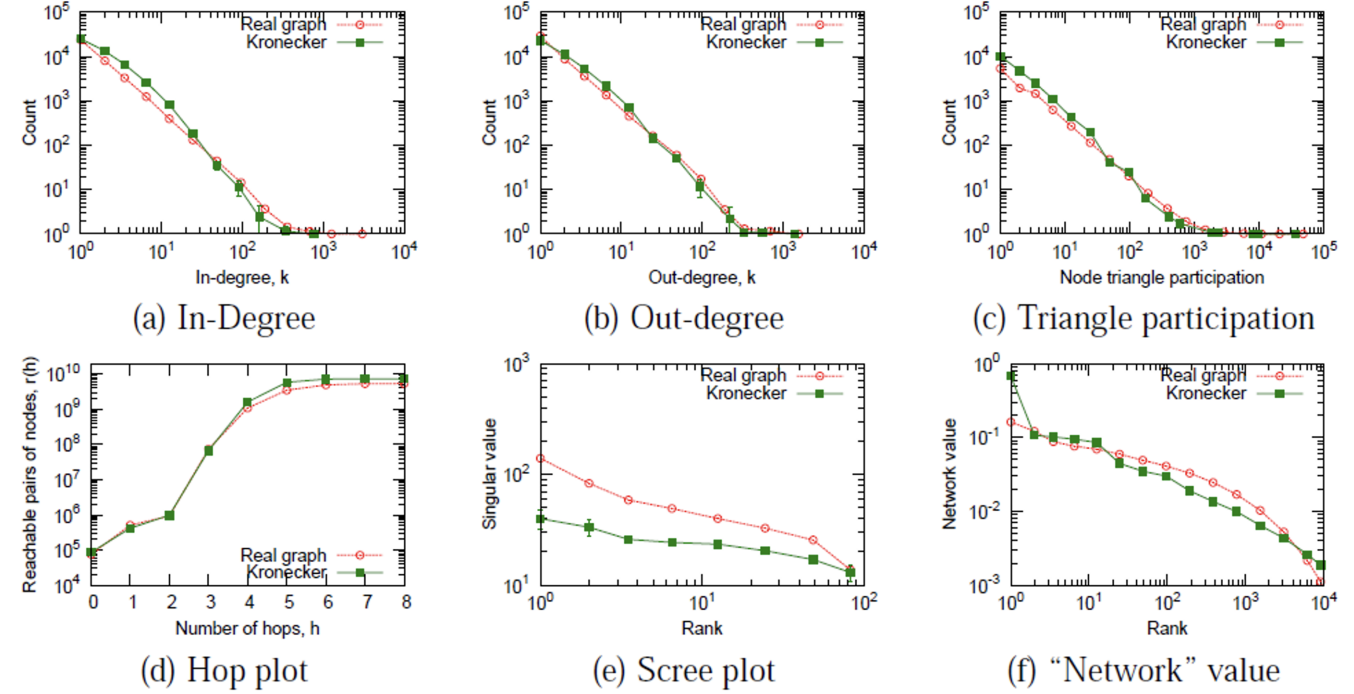 10^5
10^4
10^3
10^2
10^1
10^0
Count
Real graph
Kronecker
10^0 10^1 10^2 10^3 10^4
In-degree, k
(a) In-Degree
10^5
10^4
10^3
10^2
10^1
10^0
Count
Real graph
Kronecker
10^0 10^1 10^2 10^3 10^4
Out-degree, k
(b) Out-degree
10^5
10^4
10^3
10^2
10^1
10^0
Count
Real graph
Kronecker
10^0 10^1 10^2 10^3 10^4 10^5
Node triangle participation
(c) Triangle participation
10^10
10^9
10^8
10^7
10^6
10^5
10^4
Reachable pairs of nodes, r(h)
Real graph
Kronecker
0 1 2 3 4 5 6 7 8
Number of hops, h
(d) Hop plot
10^3
10^2
10^1
Singular value
Real graph
Kronecker
10^0 10^1 10^2
Rank
(e) Scree plot
10^0
10^-1
10^-2
10^-3
Network value
Real graph
Kronecker
10^0 10^1 10^2 10^3 10^4
Rank
(f) “Network” value